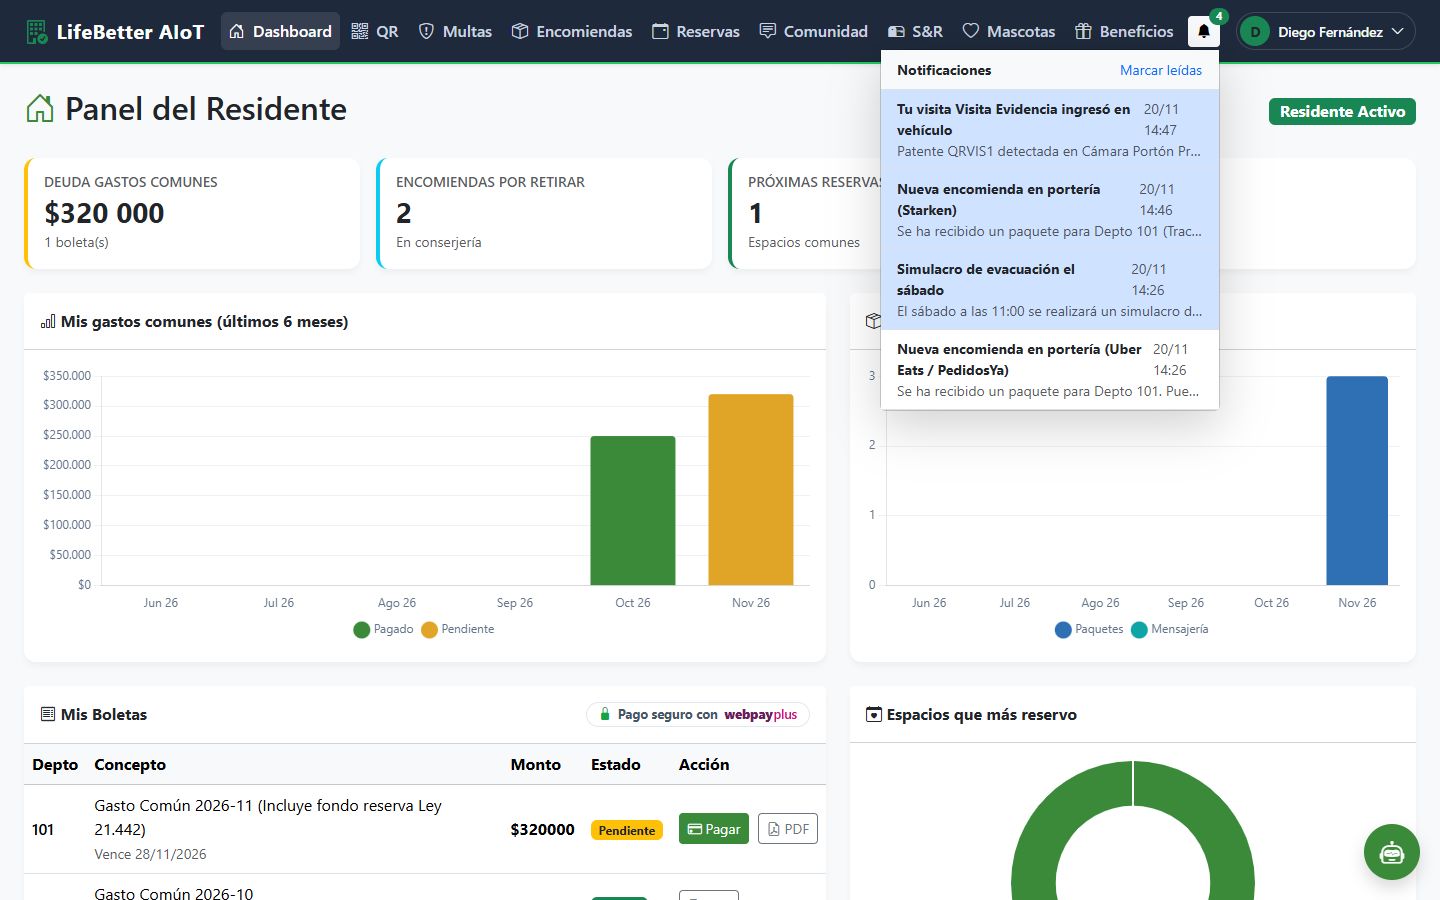 LifeBetter AIoT
Dashboard
QR
Multas
Encomiendas
Reservas
Comunidad
S&R
Mascotas
Beneficios
4
D
Diego Fernández
Notificaciones
Marcar leídas
Tu visita Visita Evidencia ingresó en
vehículo
20/11
14:47
Patente QRVIS1 detectada en Cámara Portón Pr...
Nueva encomienda en portería
(Starken)
20/11
14:46
Se ha recibido un paquete para Depto 101 (Trac...
Simulacro de evacuación el
sábado
20/11
14:26
El sábado a las 11:00 se realizará un simulacro d...
Nueva encomienda en portería (Uber
Eats / PedidosYa)
20/11
14:26
Se ha recibido un paquete para Depto 101. Pue...
Panel del Residente
Residente Activo
DEUDA GASTOS COMUNES
$320 000
1 boleta(s)
ENCOMIENDAS POR RETIRAR
2
En conserjería
PRÓXIMAS RESERVAS
1
Espacios comunes
Mis gastos comunes (últimos 6 meses)
$350.000
$300.000
$250.000
$200.000
$150.000
$100.000
$50.000
$0
Jun 26
Jul 26
Ago 26
Sep 26
Oct 26
Nov 26
Pagado
Pendiente
3
2
1
0
Jun 26
Jul 26
Ago 26
Sep 26
Oct 26
Nov 26
Paquetes
Mensajería
Mis Boletas
Pago seguro con webpayplus
Depto
Concepto
Monto
Estado
Acción
101
Gasto Común 2026-11 (Incluye fondo reserva Ley
21.442)
Vence 28/11/2026
$320000
Pendiente
Pagar
PDF
Gasto Común 2026-10
Espacios que más reservo